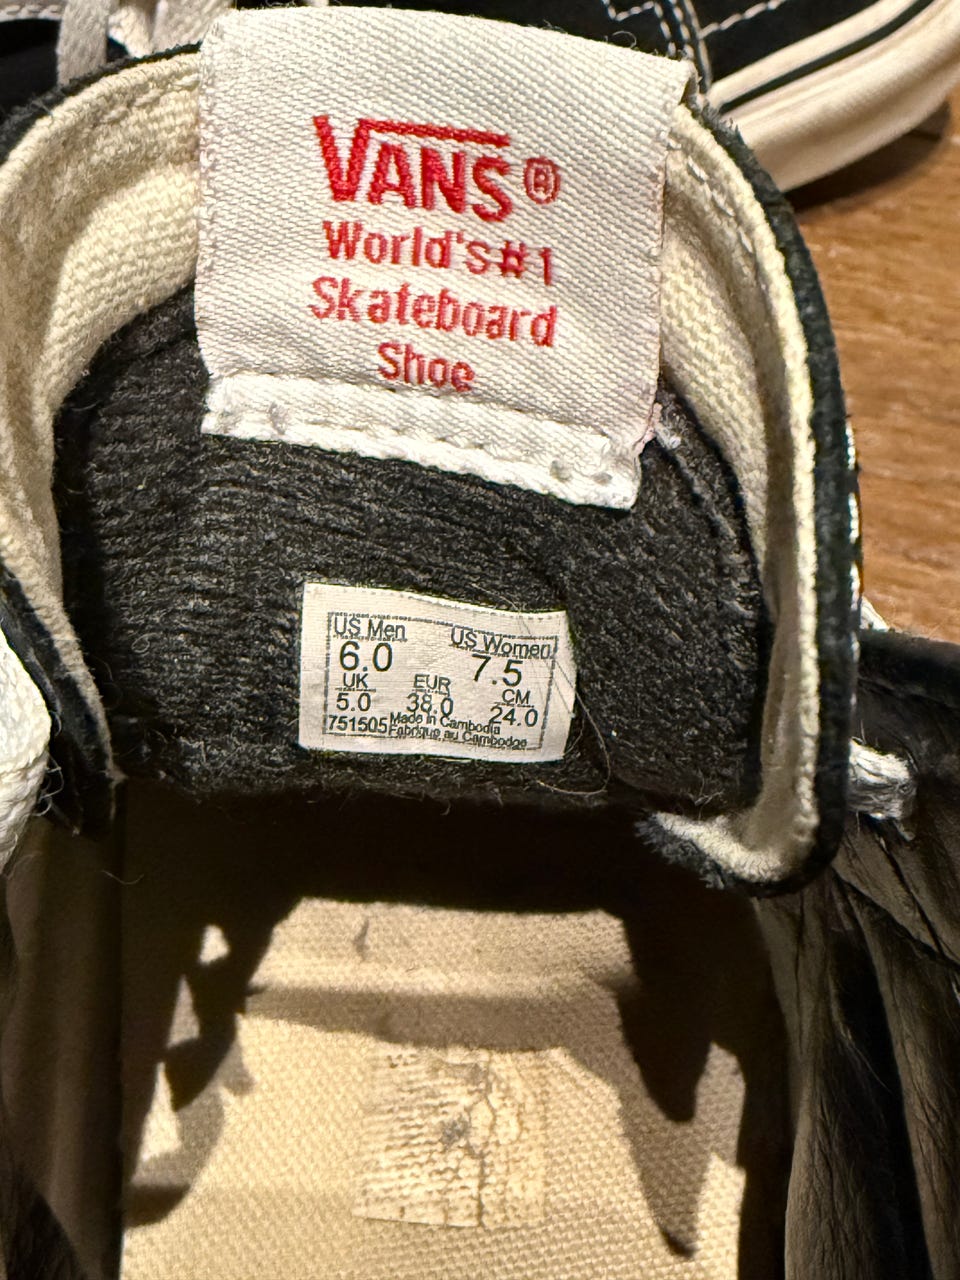 VANS®
World's #1
Skateboard
Shoe
US Men US Women
6.0 7.5
UK EUR CM
5.0 38.0 24.0
751505 Made in Cambodia
Fabrique au Cambodge